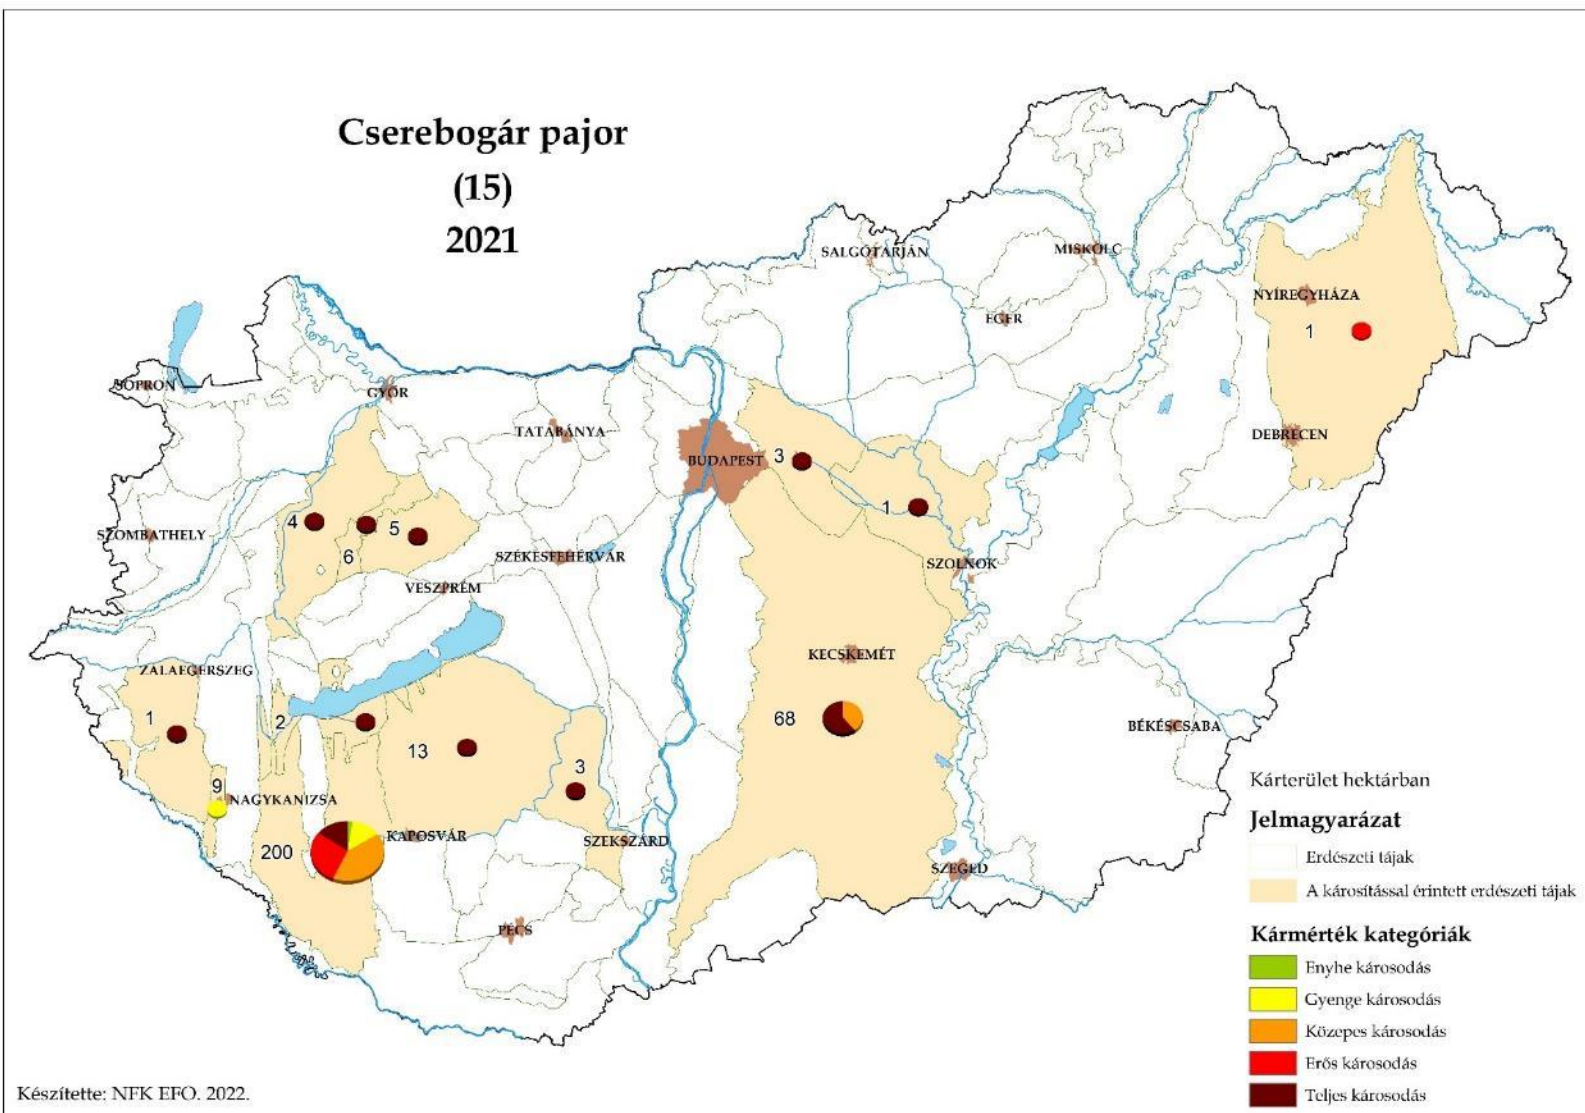 Cserebogár pajor
(15)
2021
SALGÓTARJÁN
MISKOLC
NYÍREGYHÁZA
EGER
1
SOPRON
GYŐR
TATABÁNYA
DEBRECEN
BUDAPEST
3
1
4
5
6
SZOMBATHELY
SZÉKESFEHÉRVÁR
SZOLNOK
VESZPRÉM
KECSKEMÉT
ZALAEGERSZEG
1
2
68
BÉKÉSCSABA
13
3
9
NAGYKANIZSA
KAPOSVÁR
SZEKSZÁRD
200
SZEGED
PÉCS
Kárterület hektárban
Jelmagyarázat
Erdészeti tájak
A károsítással érintett erdészeti tájak
Kármérték kategóriák
Enyhe károsodás
Gyenge károsodás
Közepes károsodás
Erős károsodás
Teljes károsodás
Készítette: NFK EFO. 2022.